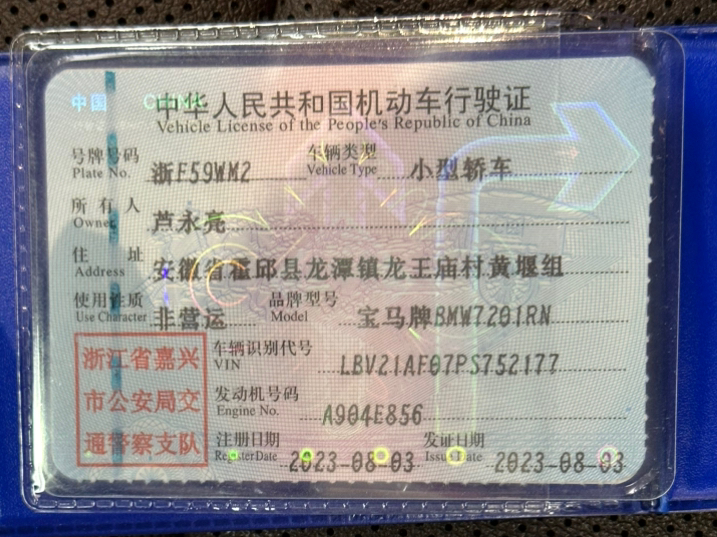 中国 CHINA
中华人民共和国机动车行驶证
Vehicle License of the People's Republic of China
号牌号码 浙F59WM2 车辆类型 小型轿车
Plate No. Vehicle Type
所有人 芦永亮
Owner
住址 安徽省霍邱县龙潭镇龙王庙村黄堰组
Address
使用性质 非营运 品牌型号 宝马牌BMW7201RN
Use Character Model
浙江省嘉兴
市公安局交
通警察支队
车辆识别代号 LBV21AF07PS752177
VIN
发动机号码 A904E856
Engine No.
注册日期 2023-08-03 发证日期 2023-08-03
Register Date Issue Date